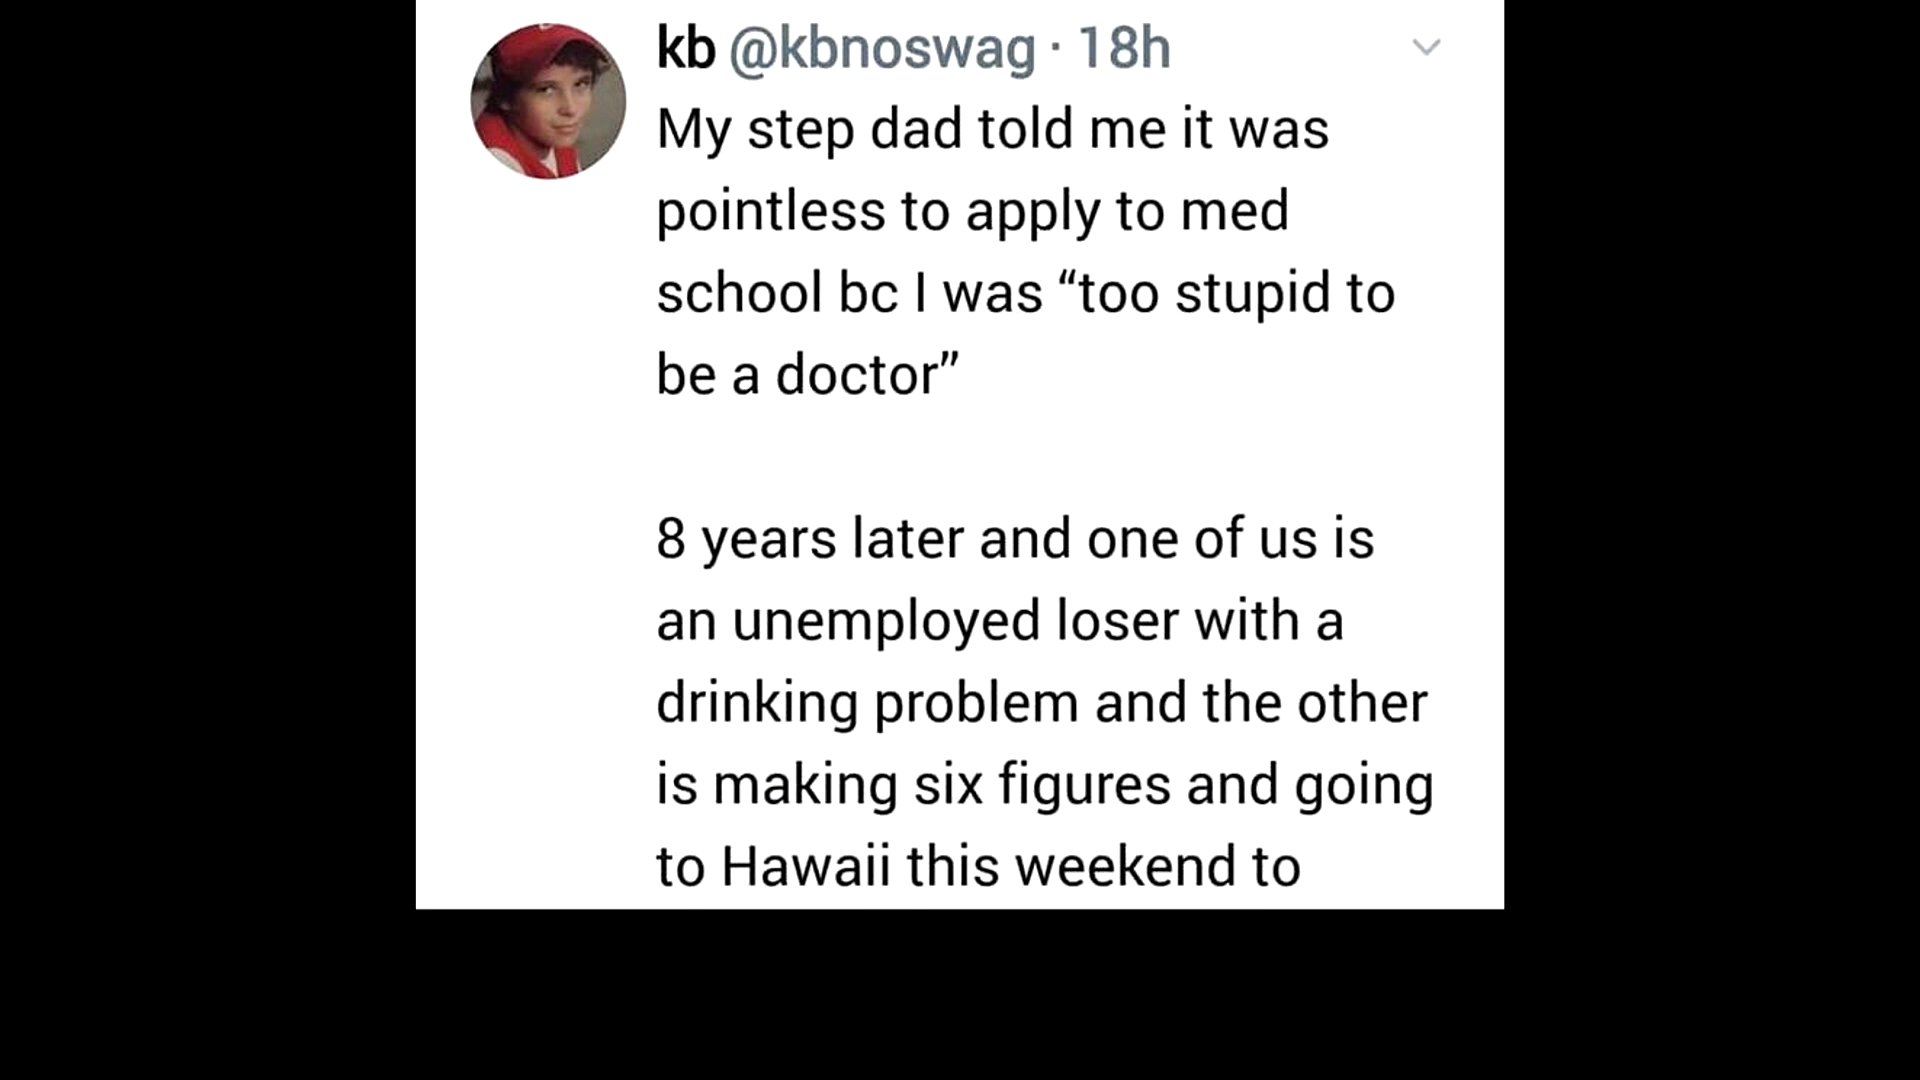 kb @kbnoswag · 18h
My step dad told me it was
pointless to apply to med
school bc I was “too stupid to
be a doctor”
8 years later and one of us is
an unemployed loser with a
drinking problem and the other
is making six figures and going
to Hawaii this weekend to